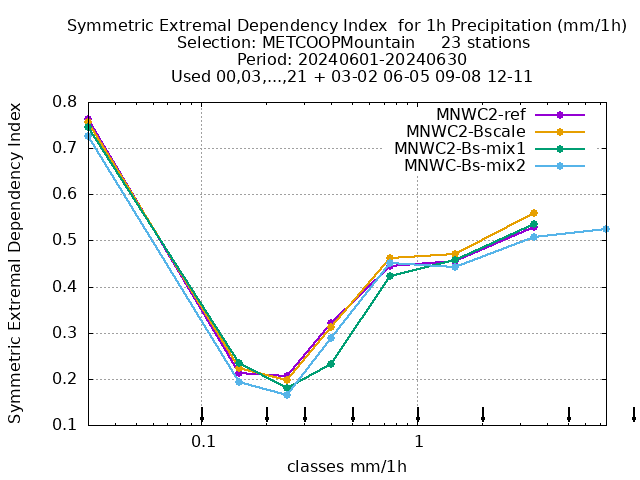 Symmetric Extremal Dependency Index  for 1h Precipitation (mm/1h)
Selection: METCOOPMountain     23 stations
Period: 20240601-20240630
Used 00,03,...,21 + 03-02 06-05 09-08 12-11
Symmetric Extremal Dependency Index
0.8
0.7
0.6
0.5
0.4
0.3
0.2
0.1
MNWC2-ref
MNWC2-Bscale
MNWC2-Bs-mix1
MNWC-Bs-mix2
0.1
1
classes mm/1h